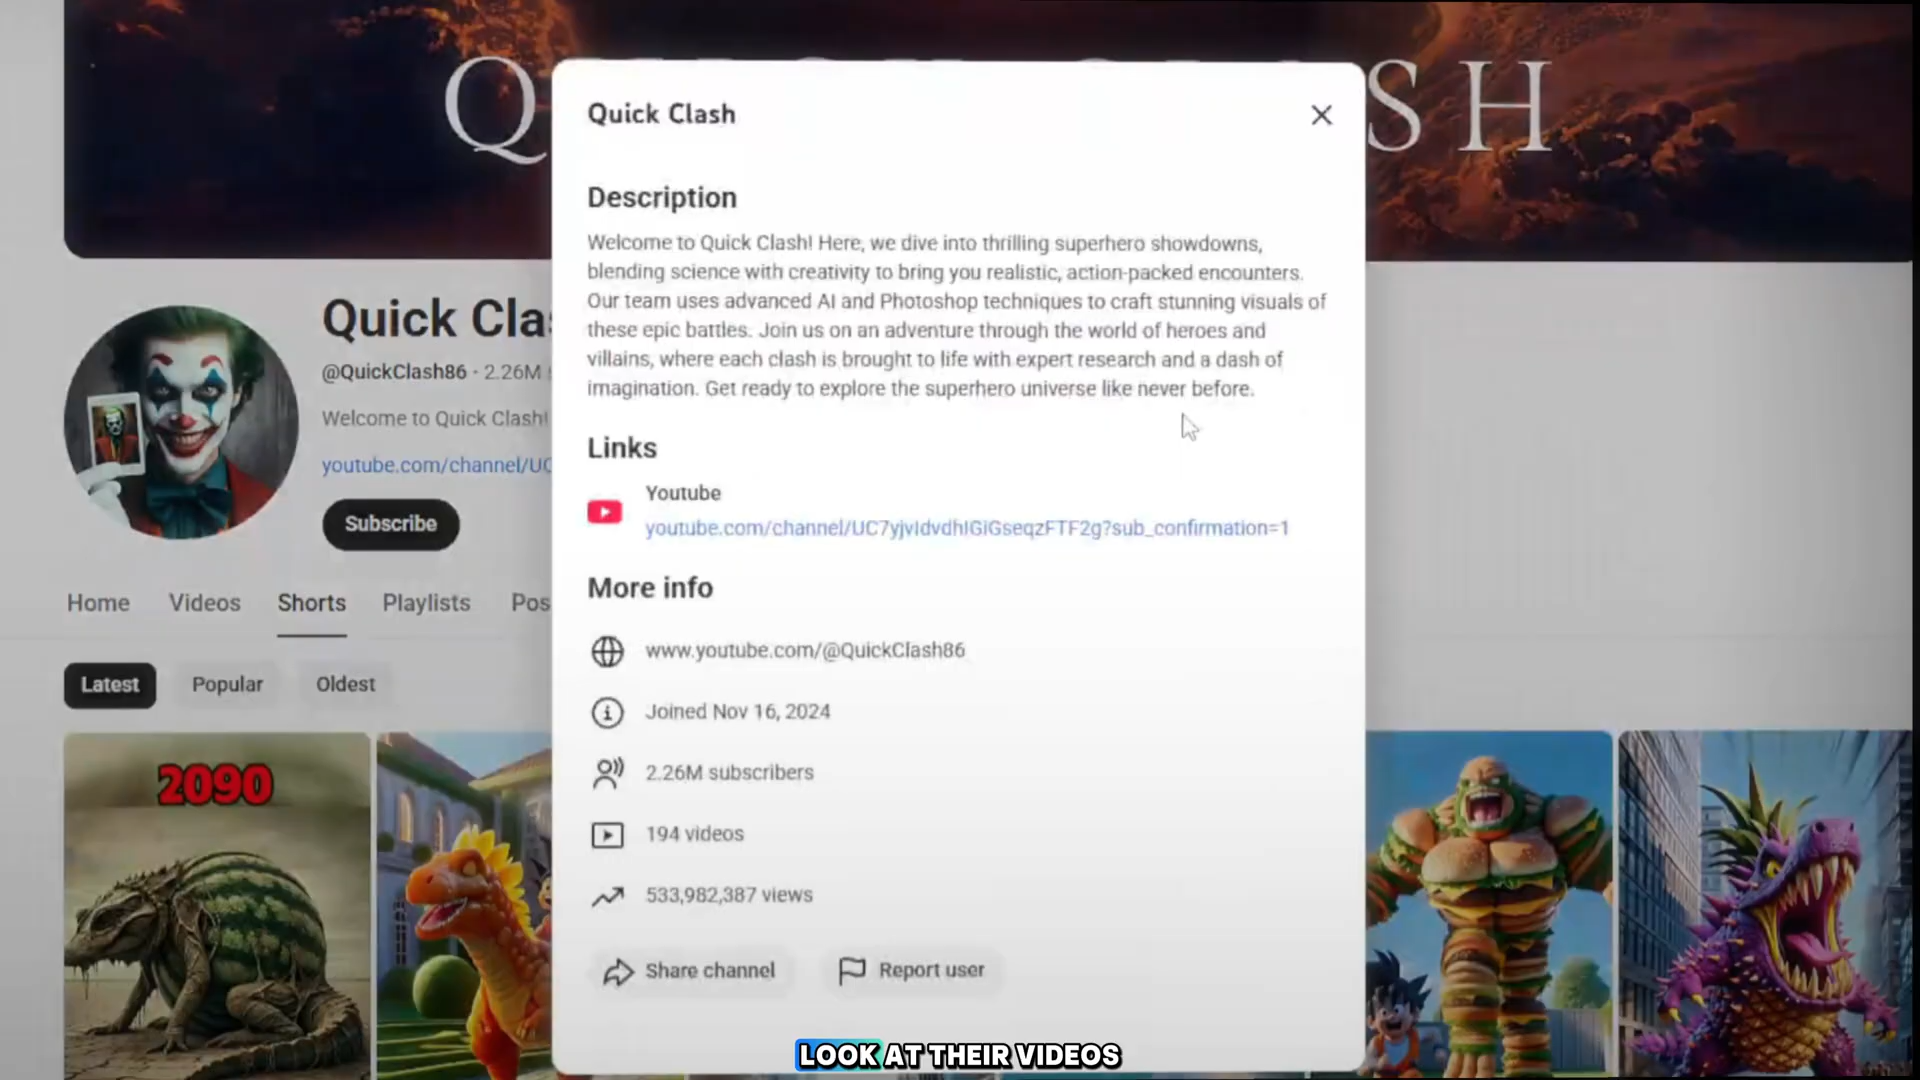 Q
SH
Quick Clash
Description
Welcome to Quick Clash! Here, we dive into thrilling superhero showdowns,
blending science with creativity to bring you realistic, action-packed encounters.
Our team uses advanced AI and Photoshop techniques to craft stunning visuals of
these epic battles. Join us on an adventure through the world of heroes and
villains, where each clash is brought to life with expert research and a dash of
imagination. Get ready to explore the superhero universe like never before.
Links
Youtube
youtube.com/channel/UC7yjvIdvdhIGiGseqzFTF2g?sub_confirmation=1
More info
www.youtube.com/@QuickClash86
Joined Nov 16, 2024
2.26M subscribers
194 videos
533,982,387 views
Share channel
Report user
Quick Cla
@QuickClash86 · 2.26M
Welcome to Quick Clash!
youtube.com/channel/UC
Subscribe
Home Videos Shorts Playlists Pos
Latest Popular Oldest
2090
LOOK AT THEIR VIDEOS